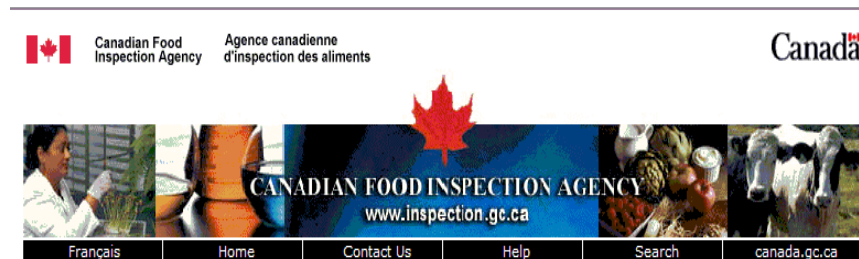 Canadian Food
Inspection Agency
Agence canadienne
d'inspection des aliments
Canada
CANADIAN FOOD INSPECTION AGENCY
www.inspection.gc.ca
Français Home Contact Us Help Search canada.gc.ca